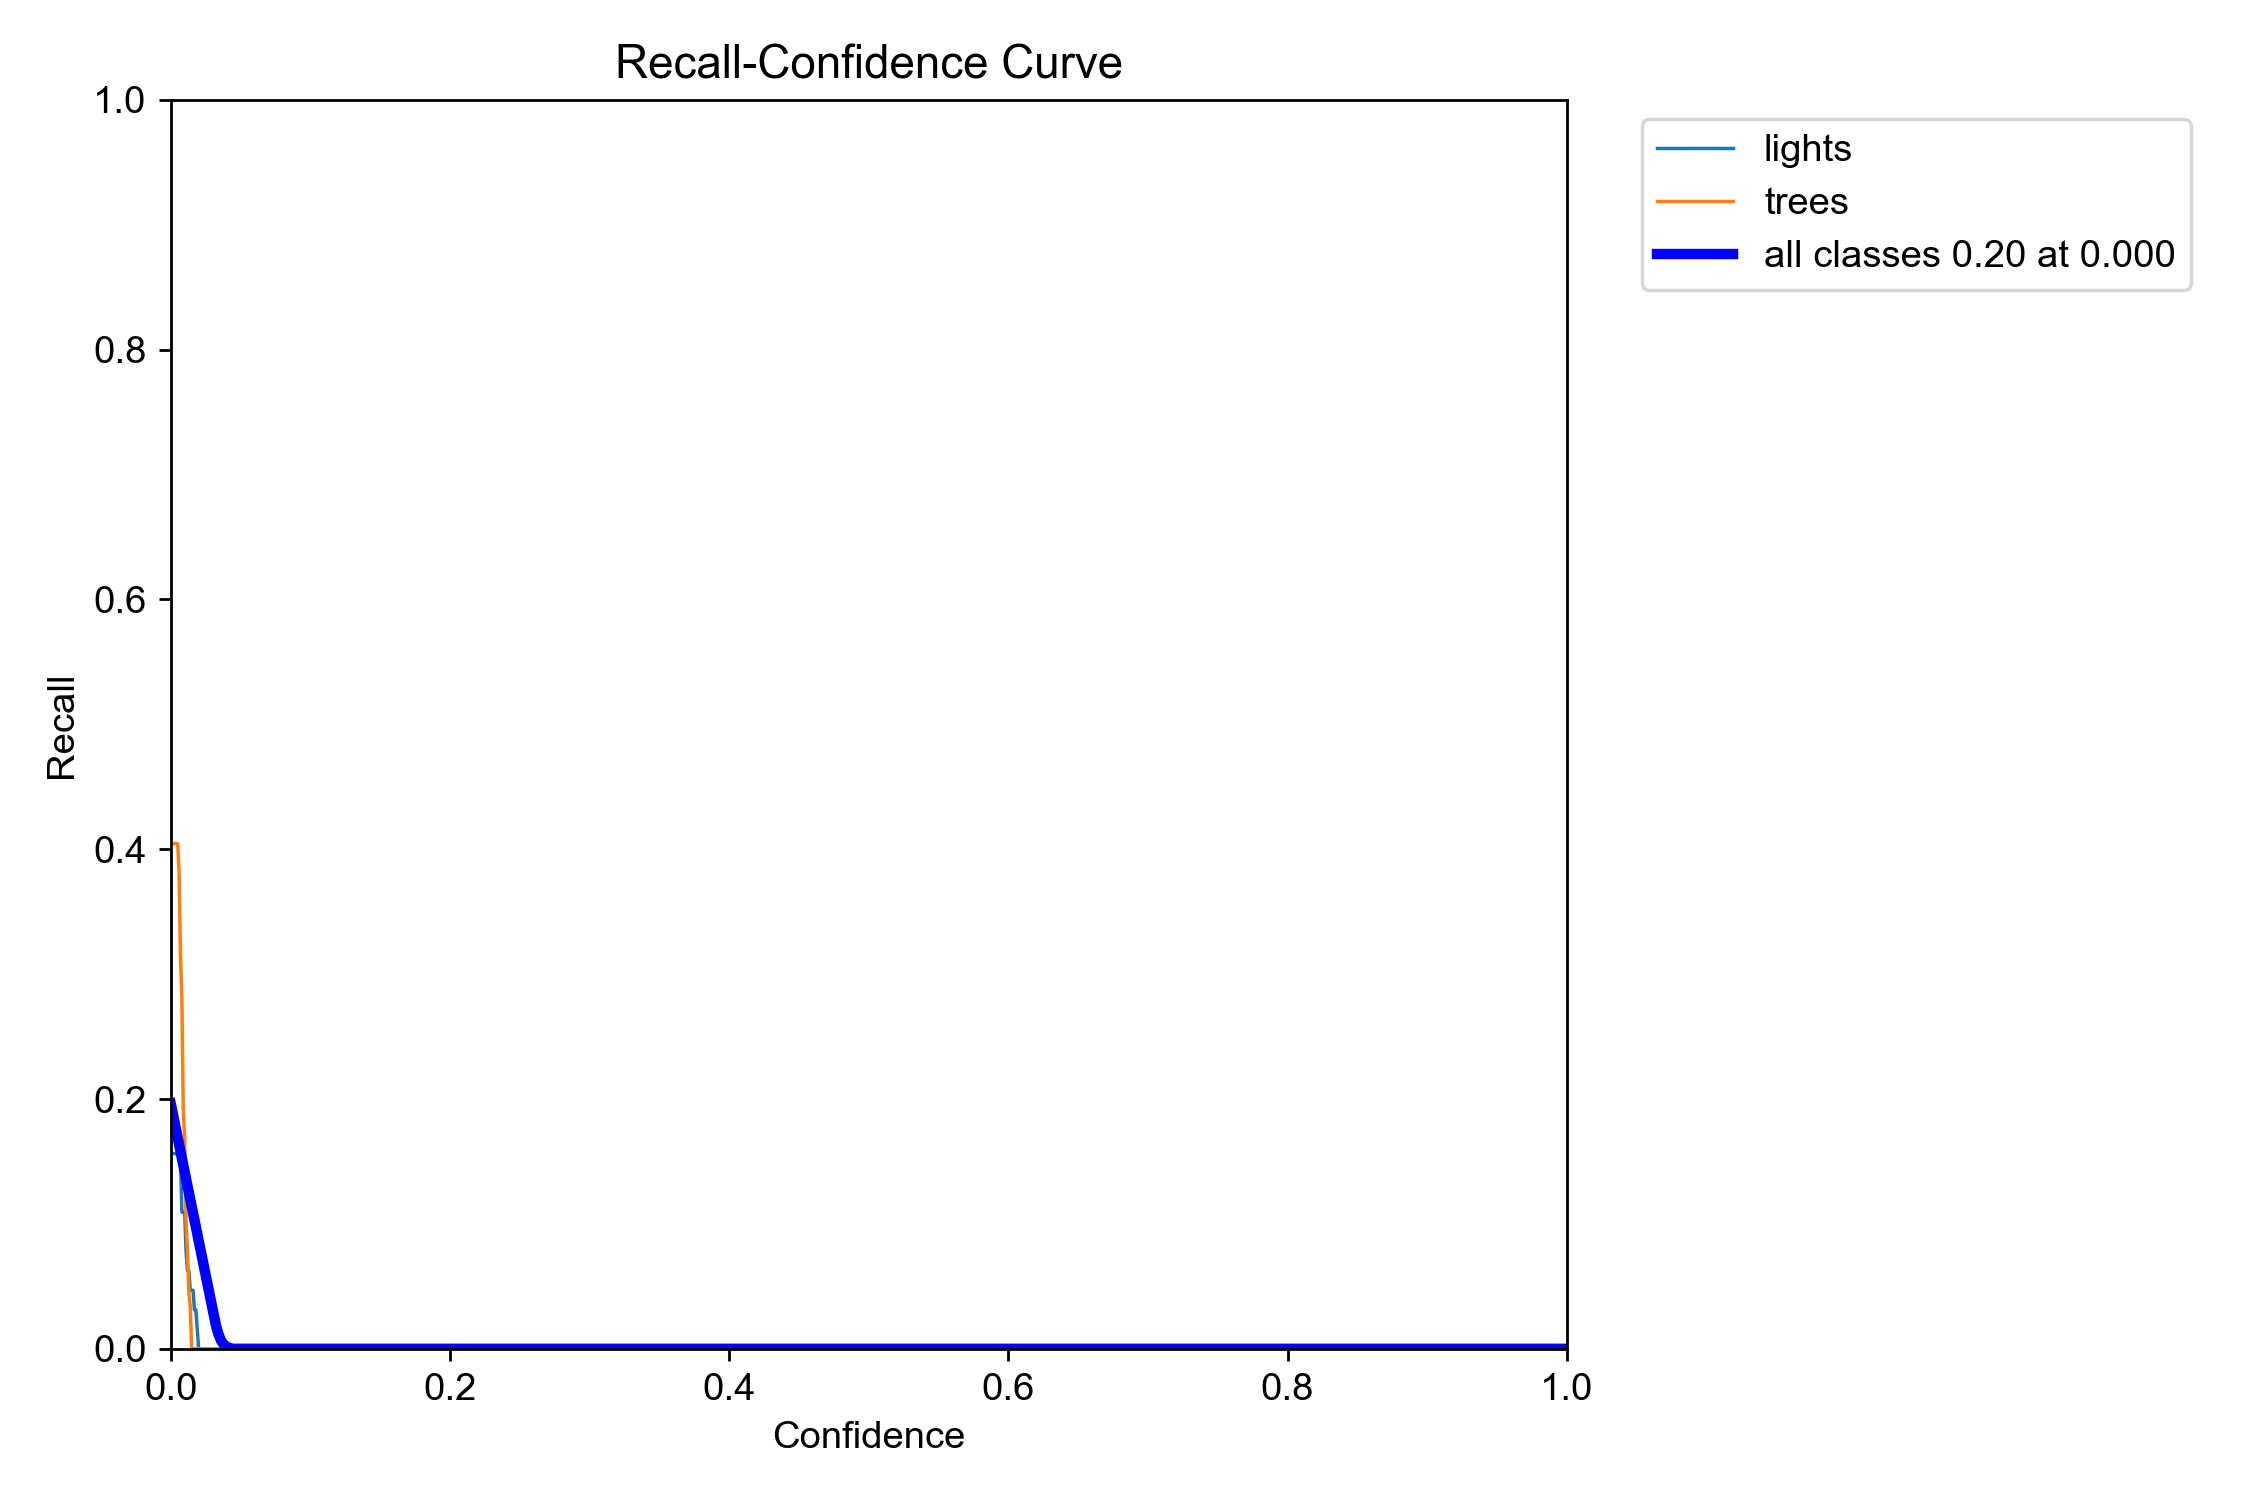 Recall-Confidence Curve
1.0
0.8
0.6
0.4
0.2
0.0
Recall
0.0 0.2 0.4 0.6 0.8 1.0
Confidence
lights
trees
all classes 0.20 at 0.000